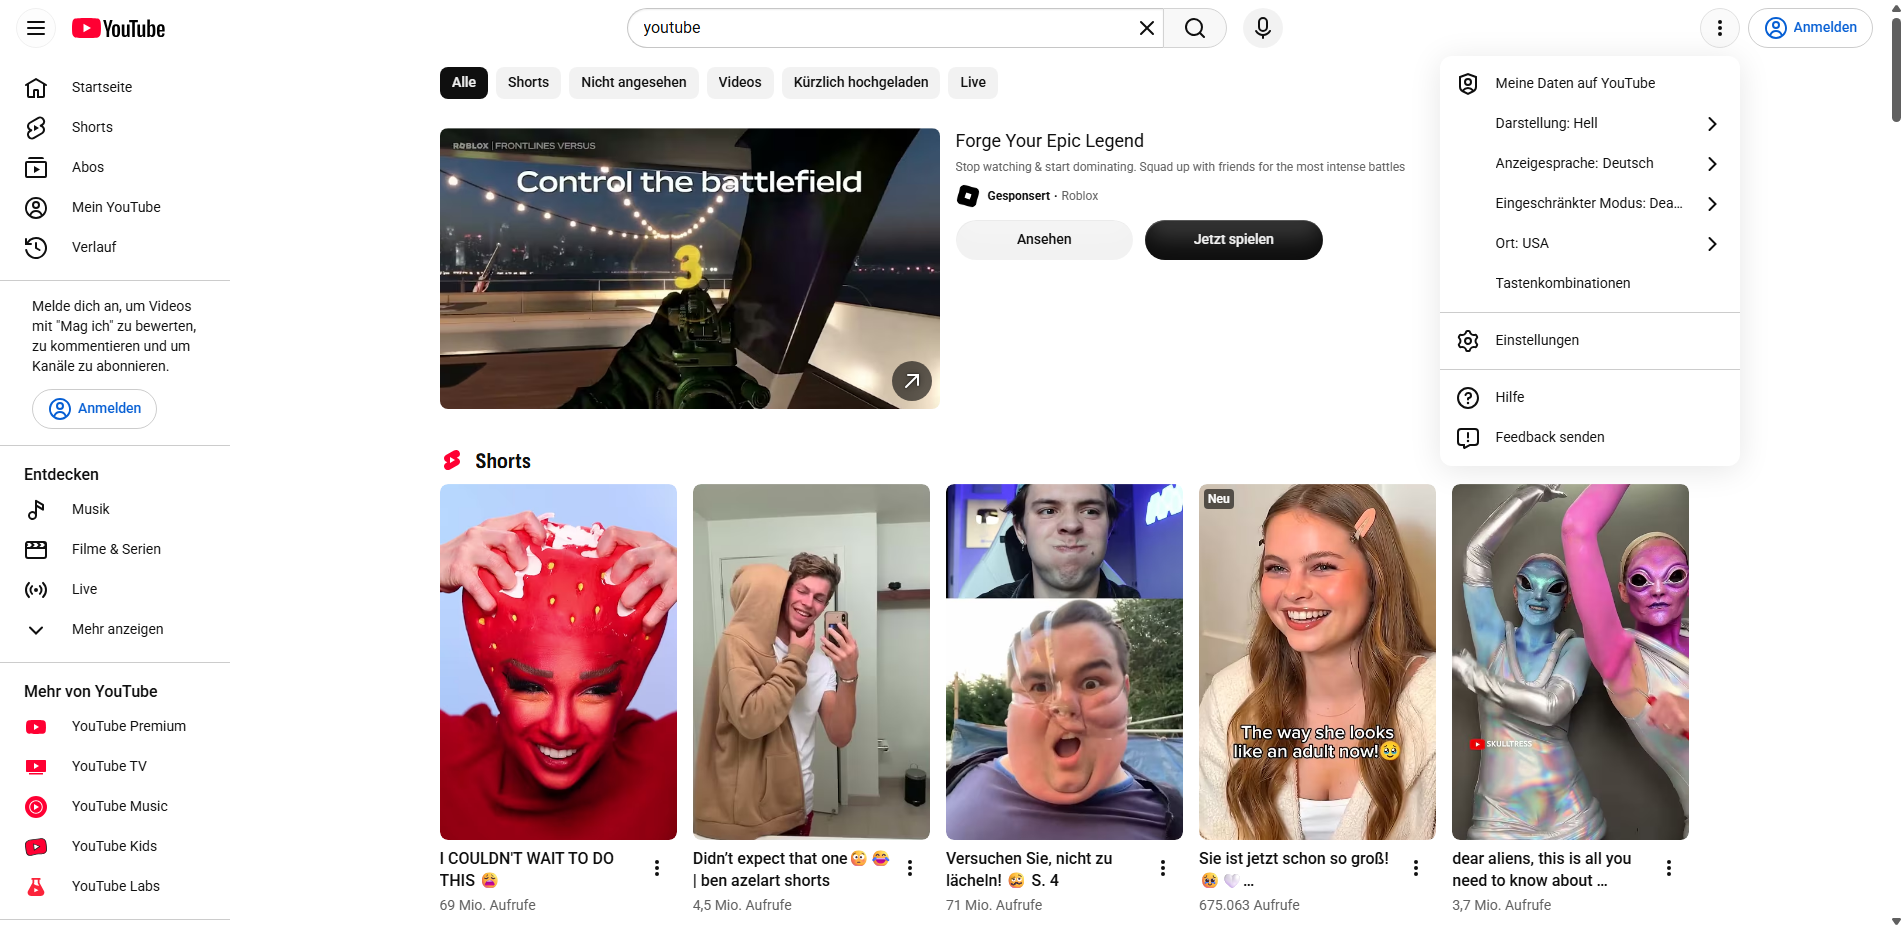 YouTube
youtube
Anmelden
Startseite
Shorts
Abos
Mein YouTube
Verlauf
Melde dich an, um Videos
mit "Mag ich" zu bewerten,
zu kommentieren und um
Kanäle zu abonnieren.
Anmelden
Entdecken
Musik
Filme & Serien
Live
Mehr anzeigen
Mehr von YouTube
YouTube Premium
YouTube TV
YouTube Music
YouTube Kids
YouTube Labs
Alle
Shorts
Nicht angesehen
Videos
Kürzlich hochgeladen
Live
ROBLOX | FRONTLINES VERSUS
Control the battlefield
3
Forge Your Epic Legend
Stop watching & start dominating. Squad up with friends for the most intense battles
Gesponsert · Roblox
Ansehen
Jetzt spielen
Meine Daten auf YouTube
Darstellung: Hell
Anzeigesprache: Deutsch
Eingeschränkter Modus: Dea...
Ort: USA
Tastenkombinationen
Einstellungen
Hilfe
Feedback senden
Shorts
Neu
The way she looks
like an adult now!🥹
SKULLTRESS
I COULDN'T WAIT TO DO
THIS 😩
69 Mio. Aufrufe
Didn’t expect that one😳 😂
| ben azelart shorts
4,5 Mio. Aufrufe
Versuchen Sie, nicht zu
lächeln! 🥴 S. 4
71 Mio. Aufrufe
Sie ist jetzt schon so groß!
🥹 🤍 ...
675.063 Aufrufe
dear aliens, this is all you
need to know about ...
3,7 Mio. Aufrufe